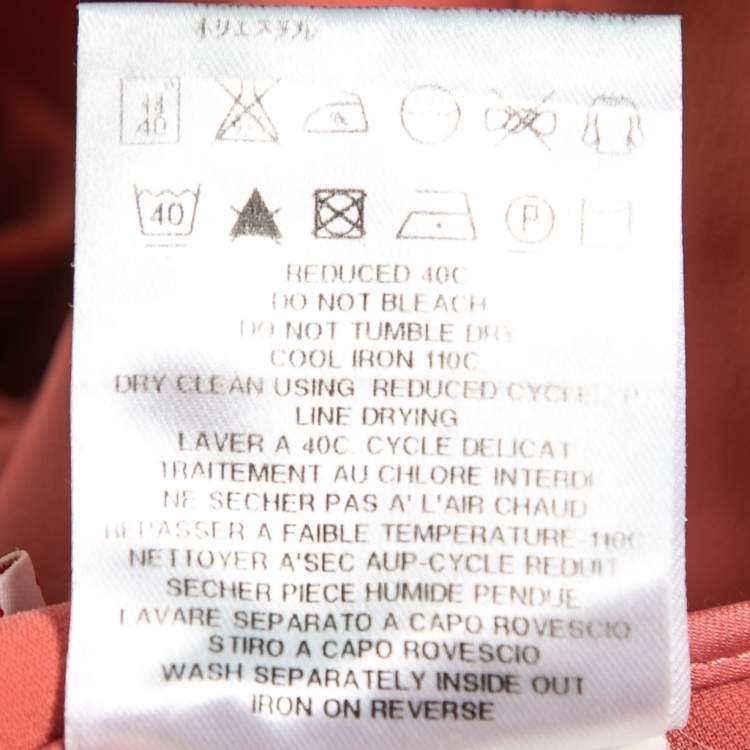 ポリエステル
40
40 P
REDUCED 40C
DO NOT BLEACH
DO NOT TUMBLE DRY
COOL IRON 110C
DRY CLEAN USING REDUCED CYCLE P
LINE DRYING
LAVER A 40C. CYCLE DELICAT
TRAITEMENT AU CHLORE INTERDI
NE SECHER PAS A' L'AIR CHAUD
REPASSER A FAIBLE TEMPERATURE-110C
NETTOYER A'SEC AUP-CYCLE REDUIT
SECHER PIECE HUMIDE PENDUE
LAVARE SEPARATO A CAPO ROVESCIO
STIRO A CAPO ROVESCIO
WASH SEPARATELY INSIDE OUT
IRON ON REVERSE